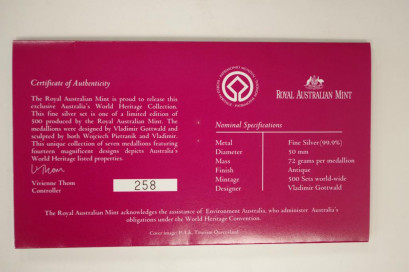 Certificate of Authenticity
The Royal Australian Mint is proud to release this
exclusive Australia's World Heritage Collection.
This fine silver set is one of a limited edition of
500 produced by the Royal Australian Mint. The
medallions were designed by Vladimir Gottwald and
sculpted by both Wojciech Pietranik and Vladimir.
This unique collection of seven medallions featuring
fourteen magnificent designs depicts Australia's
World Heritage listed properties.
Vivienne Thom
Controller
258
ROYAL AUSTRALIAN MINT
Nominal Specifications
Metal Fine Silver(99.9%)
Diameter 50 mm
Mass 72 grams per medallion
Finish Antique
Mintage 500 Sets world-wide
Designer Vladimir Gottwald
The Royal Australian Mint acknowledges the assistance of Environment Australia, who administer Australia's
obligations under the World Heritage Convention.
Cover image: Tourism Queensland